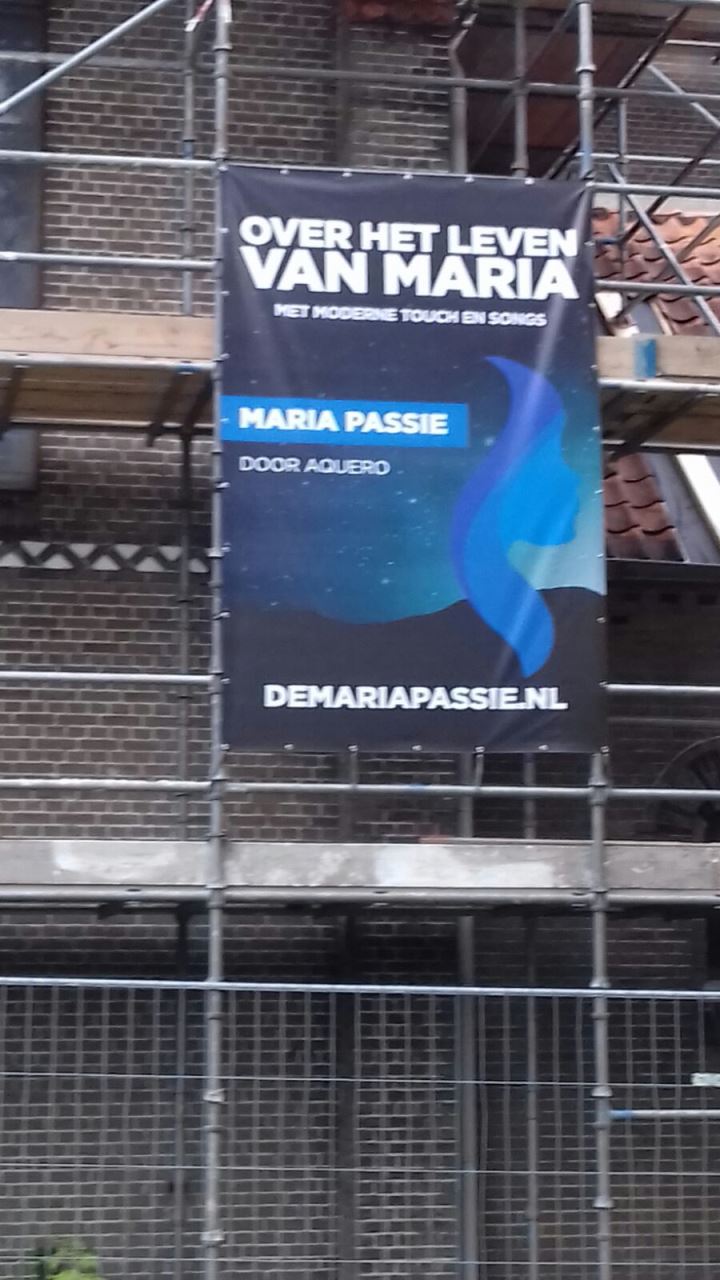 OVER HET LEVEN
VAN MARIA
MET MODERNE TOUCH EN SONGS
MARIA PASSIE
DOOR AQUERO
DEMARIAPASSIE.NL